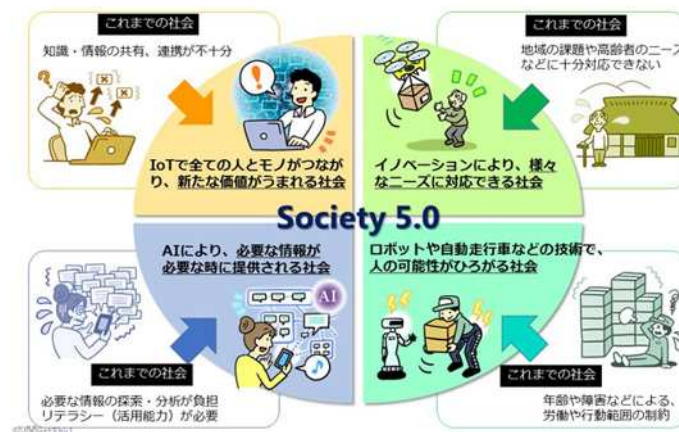 これまでの社会
知識・情報の共有、連携が不十分
これまでの社会
地域の課題や高齢者のニーズ
などに十分対応できない
IoTで全ての人とモノがつなが
り、新たな価値がうまれる社会
イノベーションにより、様々
なニーズに対応できる社会
Society 5.0
AIにより、必要な情報が
必要な時に提供される社会
AI
ロボットや自動走行車などの技術で、
人の可能性がひろがる社会
これまでの社会
必要な情報の探索・分析が負担
リテラシー（活用能力）が必要
これまでの社会
年齢や障害などによる、
労働や行動範囲の制約